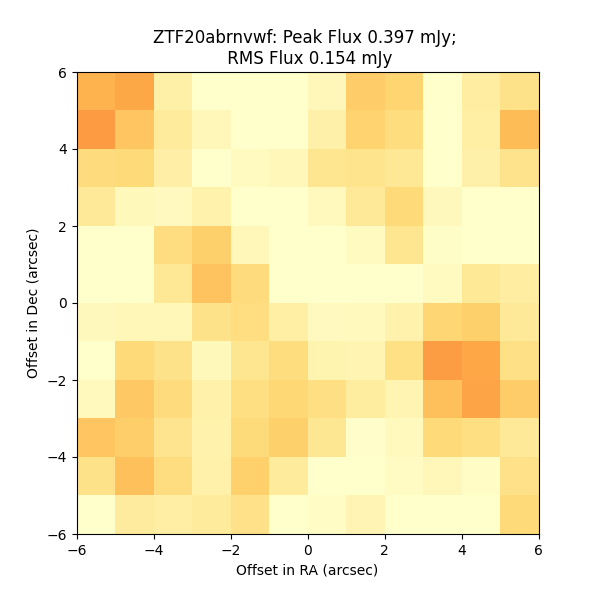 ZTF20abrnvwf: Peak Flux 0.397 mJy;
RMS Flux 0.154 mJy
6
4
2
0
−2
−4
−6
Offset in Dec (arcsec)
−6 −4 −2 0 2 4 6
Offset in RA (arcsec)